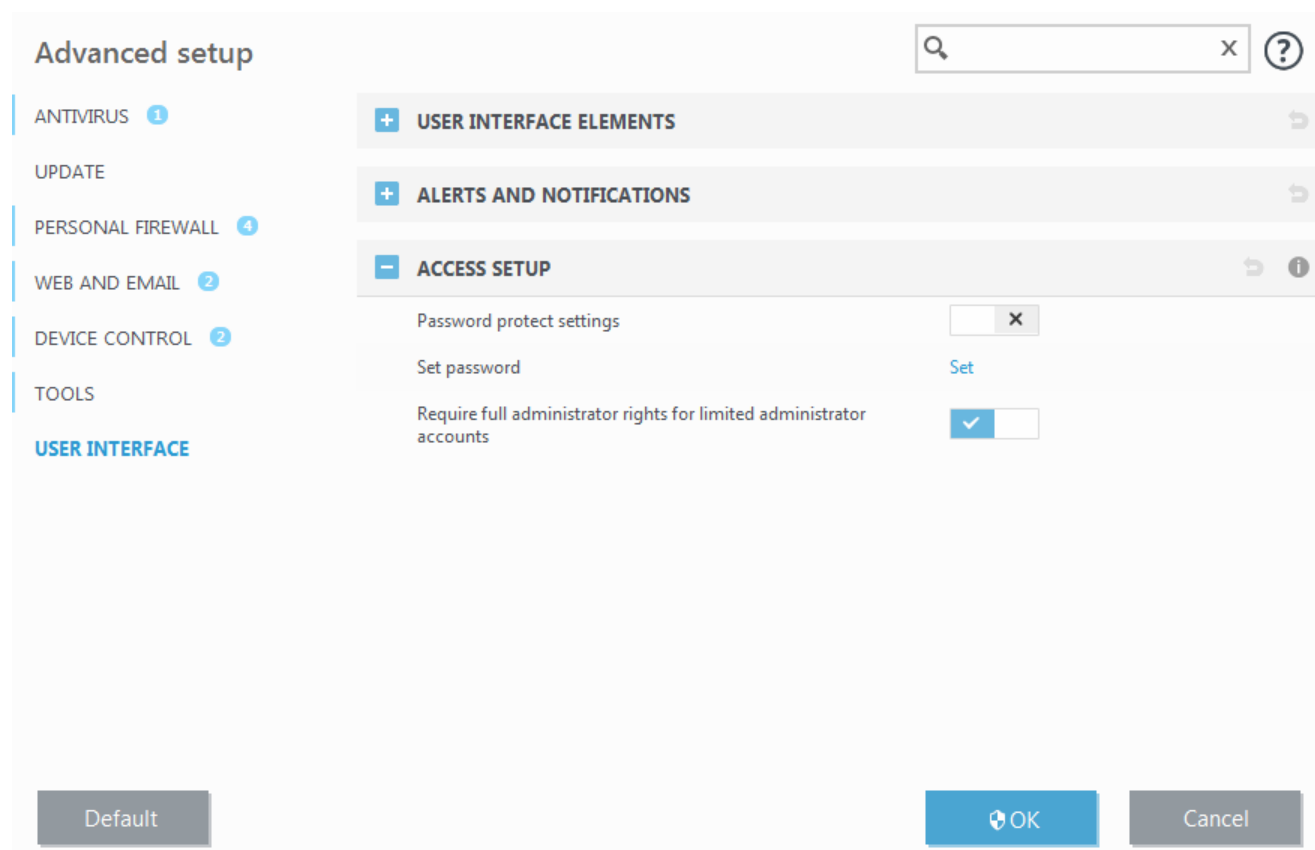 Advanced setup
X
?
ANTIVIRUS 1
UPDATE
PERSONAL FIREWALL 4
WEB AND EMAIL 2
DEVICE CONTROL 2
TOOLS
USER INTERFACE
USER INTERFACE ELEMENTS
ALERTS AND NOTIFICATIONS
ACCESS SETUP
Password protect settings
Set password
Set
Require full administrator rights for limited administrator
accounts
Default
OK
Cancel